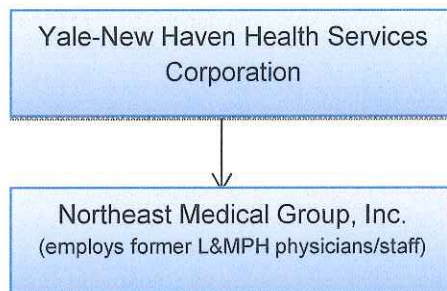 Yale-New Haven Health Services
Corporation
Northeast Medical Group, Inc.
(employs former L&MPH physicians/staff)